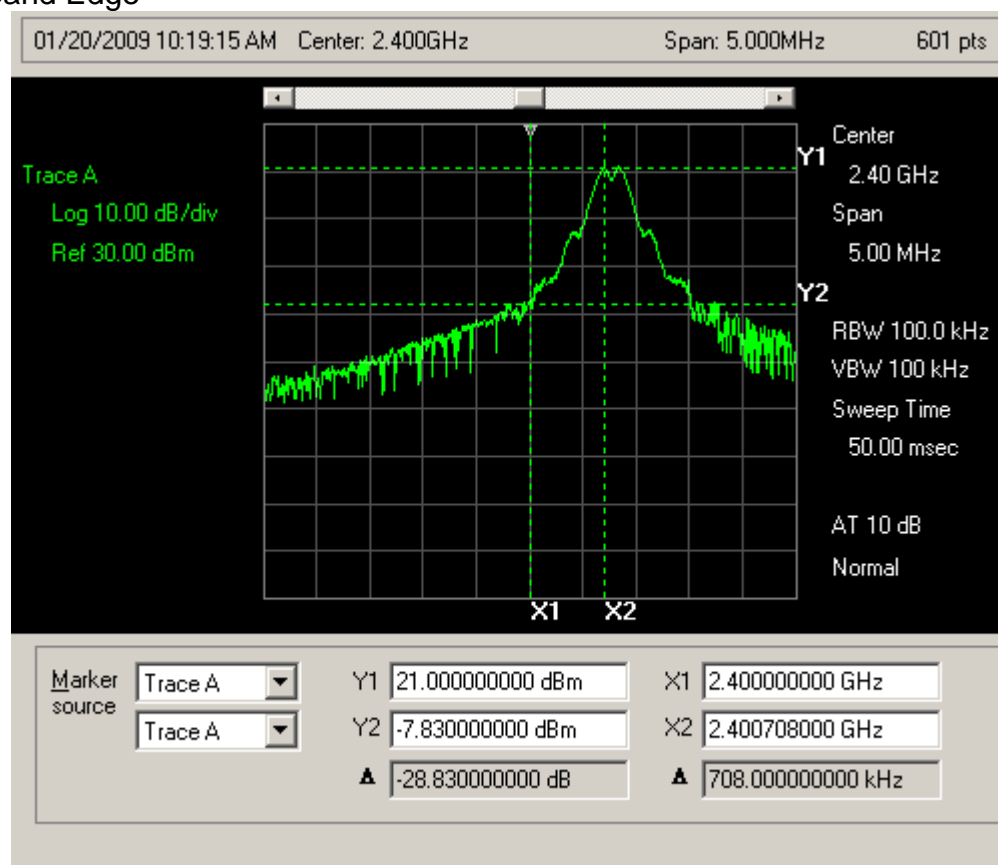 Band Edge
01/20/2009 10:19:15 AM Center: 2.400GHz Span: 5.000MHz 601 pts
Trace A
Log 10.00 dB/div
Ref 30.00 dBm
Y1
Y2
X1 X2
Center
2.40 GHz
Span
5.00 MHz
RBW 100.0 kHz
VBW 100 kHz
Sweep Time
50.00 msec
AT 10 dB
Normal
Marker source
Trace A
Trace A
Y1 21.000000000 dBm
Y2 -7.830000000 dBm
Δ -28.830000000 dB
X1 2.400000000 GHz
X2 2.400708000 GHz
Δ 708.000000000 kHz